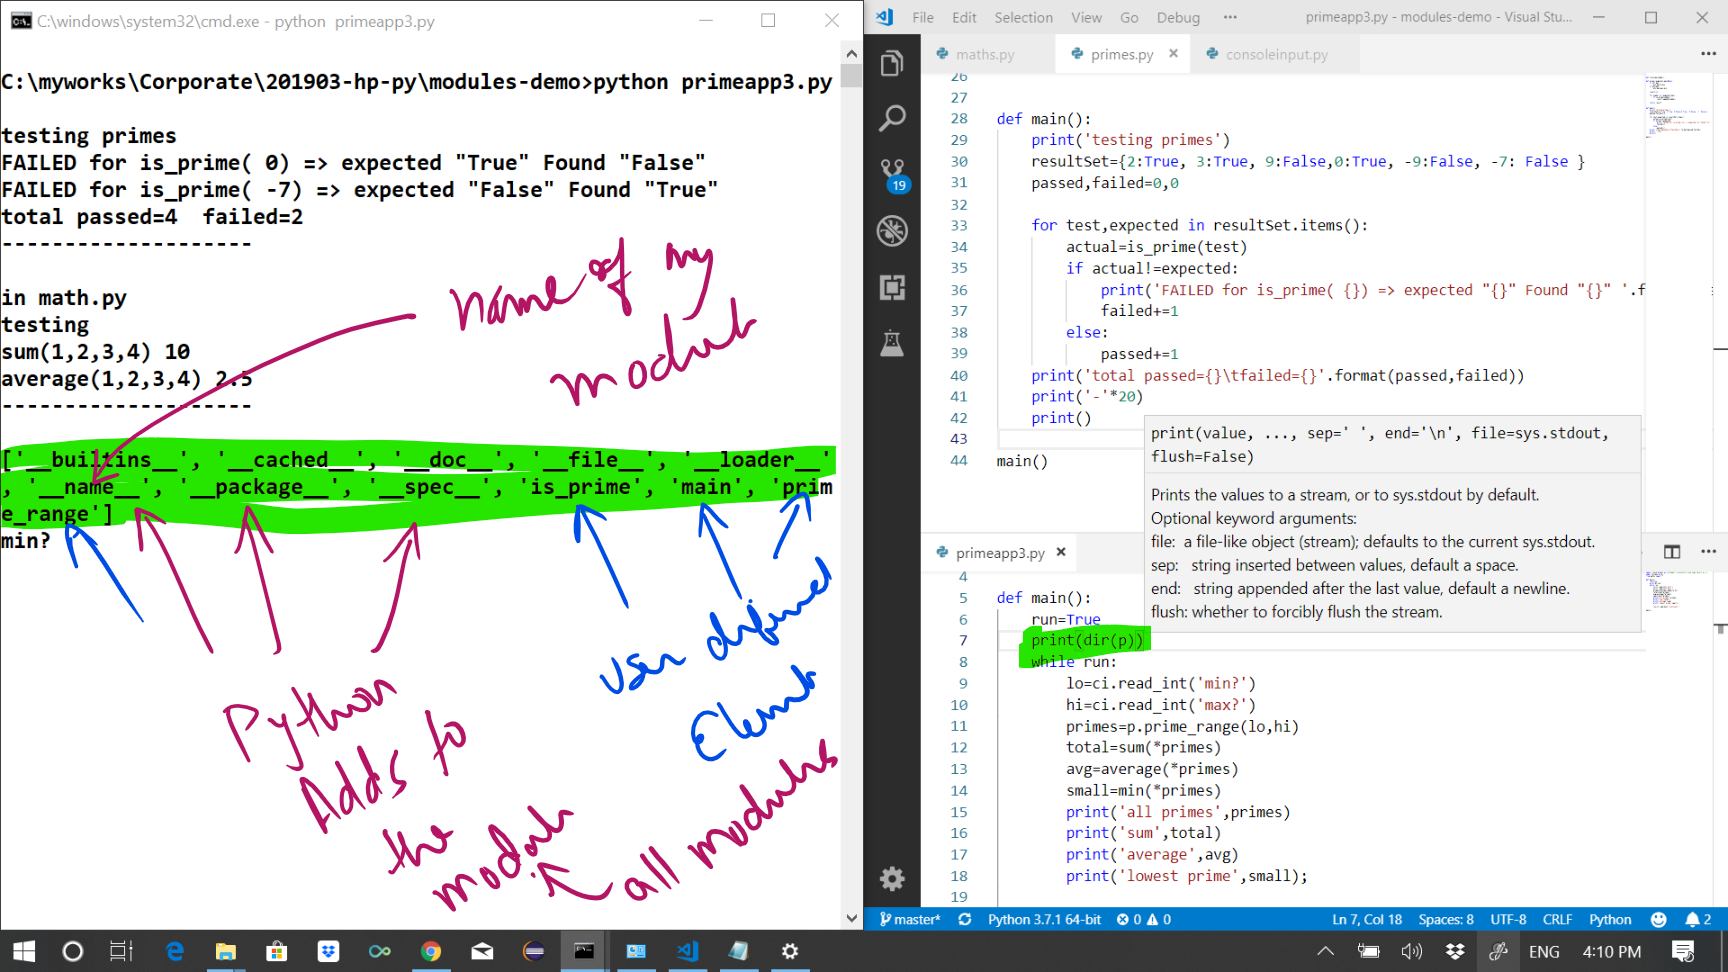 C:\windows\system32\cmd.exe - python  primeapp3.py
C:\myworks\Corporate\201903-hp-py\modules-demo>python primeapp3.py
testing primes
FAILED for is_prime( 0) => expected "True" Found "False"
FAILED for is_prime( -7) => expected "False" Found "True"
total passed=4  failed=2
--------------------
in math.py
testing
sum(1,2,3,4) 10
average(1,2,3,4) 2.5
--------------------
['__builtins__', '__cached__', '__doc__', '__file__', '__loader__'
, '__name__', '__package__', '__spec__', 'is_prime', 'main', 'prim
e_range']
min?
name of my
module
Python
Adds to
the
module
all modules
user defined
Element
File Edit Selection View Go Debug ··· primeapp3.py - modules-demo - Visual Stu...
maths.py primes.py consoleinput.py
19
26
27
28 def main():
29 print('testing primes')
30 resultSet={2:True, 3:True, 9:False,0:True, -9:False, -7: False }
31 passed,failed=0,0
32
33 for test,expected in resultSet.items():
34 actual=is_prime(test)
35 if actual!=expected:
36 print('FAILED for is_prime( {}) => expected "{}" Found "{}" '.f
37 failed+=1
38 else:
39 passed+=1
40 print('total passed={}\tfailed={}'.format(passed,failed))
41 print('-'*20)
42 print()
43
44 main()
print(value, ..., sep=' ', end='\n', file=sys.stdout,
flush=False)
Prints the values to a stream, or to sys.stdout by default.
Optional keyword arguments:
file:  a file-like object (stream); defaults to the current sys.stdout.
sep:   string inserted between values, default a space.
end:   string appended after the last value, default a newline.
flush: whether to forcibly flush the stream.
primeapp3.py
4
5 def main():
6 run=True
7 print(dir(p))
8 while run:
9 lo=ci.read_int('min?')
10 hi=ci.read_int('max?')
11 primes=p.prime_range(lo,hi)
12 total=sum(*primes)
13 avg=average(*primes)
14 small=min(*primes)
15 print('all primes',primes)
16 print('sum',total)
17 print('average',avg)
18 print('lowest prime',small);
19
master* Python 3.7.1 64-bit 0 0 Ln 7, Col 18 Spaces: 8 UTF-8 CRLF Python 2
ENG 4:10 PM